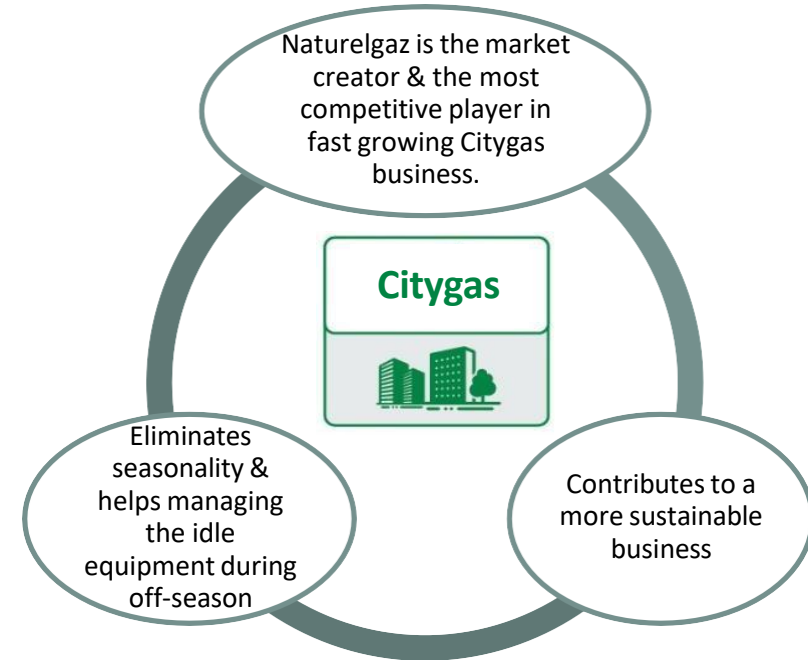 Naturelgaz is the market
creator & the most
competitive player in
fast growing Citygas
business.
Citygas
Eliminates
seasonality &
helps managing
the idle
equipment during
off-season
Contributes to a
more sustainable
business